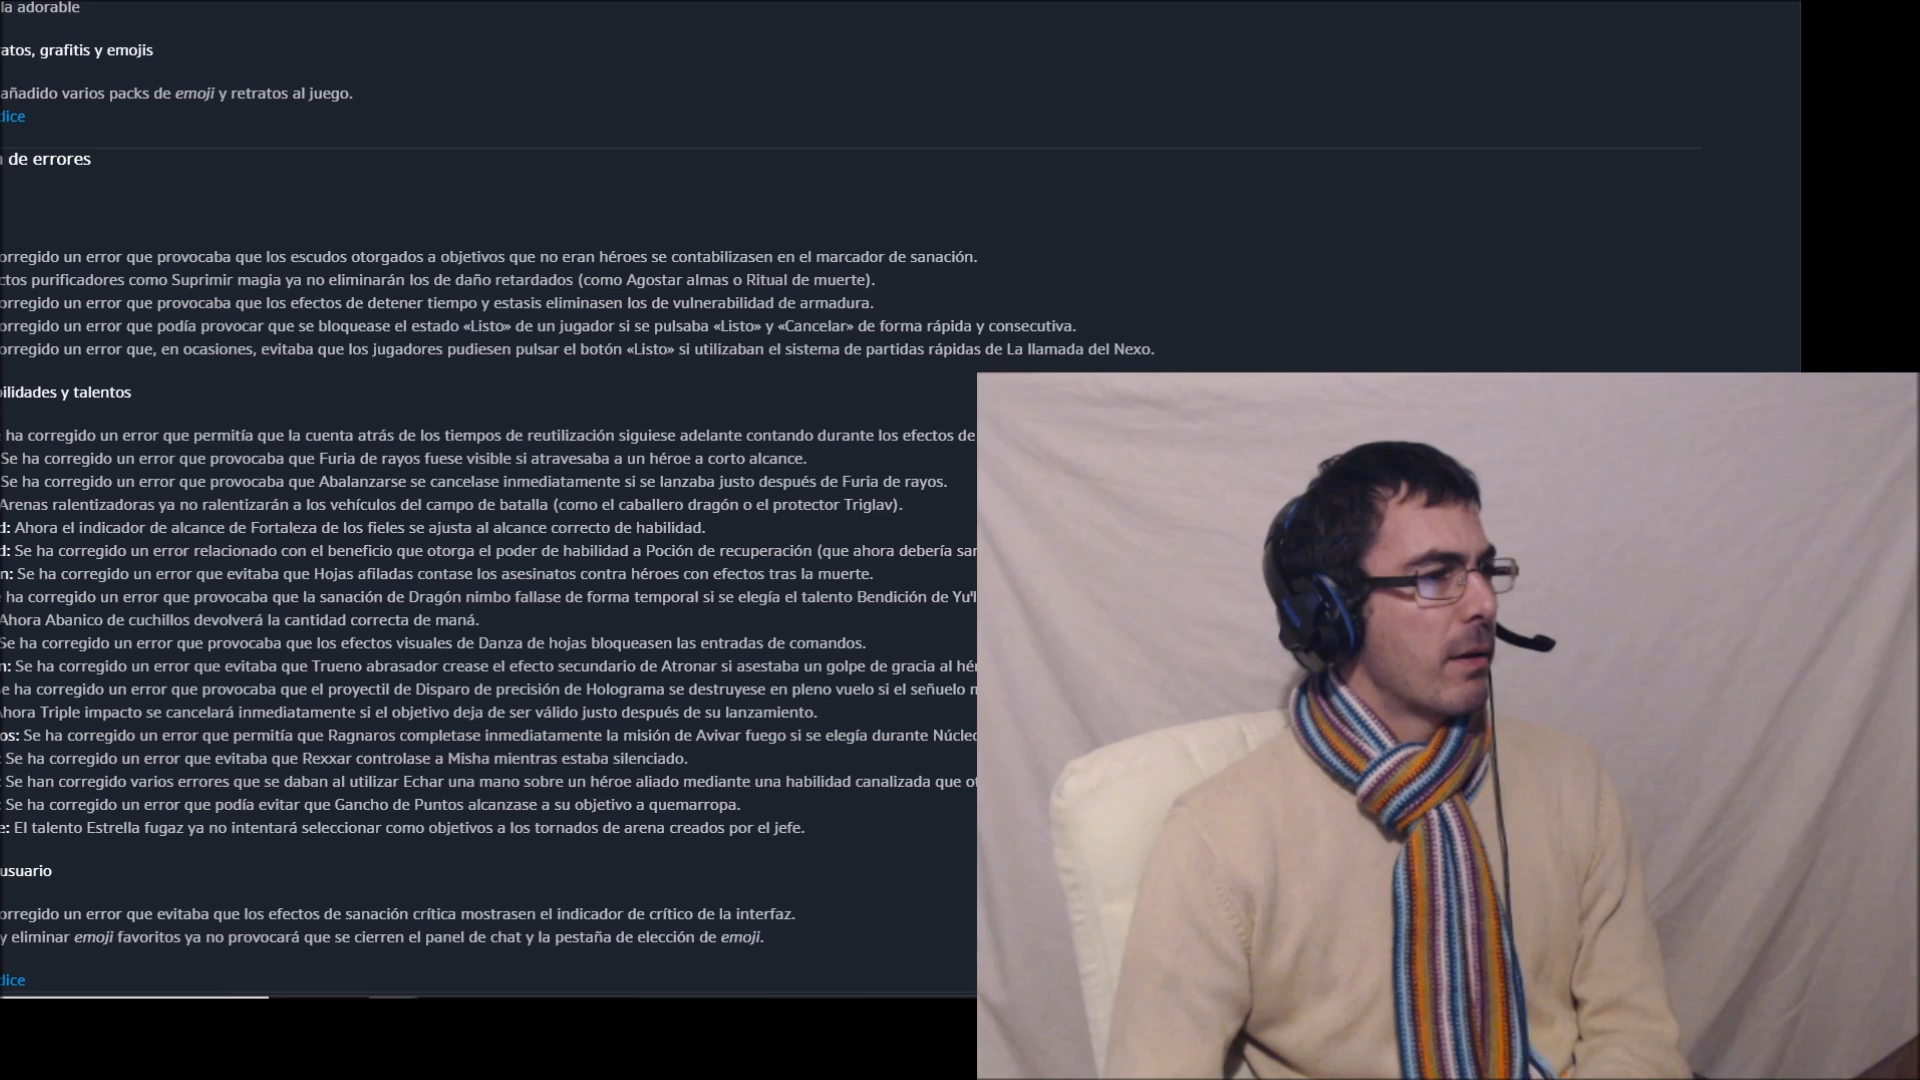 la adorable
atos, grafitis y emojis
añadido varios packs de emoji y retratos al juego.
dice
de errores
orregido un error que provocaba que los escudos otorgados a objetivos que no eran héroes se contabilizasen en el marcador de sanación.
ctos purificadores como Suprimir magia ya no eliminarán los de daño retardados (como Agostar almas o Ritual de muerte).
orregido un error que provocaba que los efectos de detener tiempo y estasis eliminasen los de vulnerabilidad de armadura.
orregido un error que podía provocar que se bloquease el estado «Listo» de un jugador si se pulsaba «Listo» y «Cancelar» de forma rápida y consecutiva.
orregido un error que, en ocasiones, evitaba que los jugadores pudiesen pulsar el botón «Listo» si utilizaban el sistema de partidas rápidas de La llamada del Nexo.
ilidades y talentos
ha corregido un error que permitía que la cuenta atrás de los tiempos de reutilización siguiese adelante contando durante los efectos de
Se ha corregido un error que provocaba que Furia de rayos fuese visible si atravesaba a un héroe a corto alcance.
Se ha corregido un error que provocaba que Abalanzarse se cancelase inmediatamente si se lanzaba justo después de Furia de rayos.
Arenas ralentizadoras ya no ralentizarán a los vehículos del campo de batalla (como el caballero dragón o el protector Triglav).
d: Ahora el indicador de alcance de Fortaleza de los fieles se ajusta al alcance correcto de habilidad.
d: Se ha corregido un error relacionado con el beneficio que otorga el poder de habilidad a Poción de recuperación (que ahora debería sar
n: Se ha corregido un error que evitaba que Hojas afiladas contase los asesinatos contra héroes con efectos tras la muerte.
ha corregido un error que provocaba que la sanación de Dragón nimbo fallase de forma temporal si se elegía el talento Bendición de Yu'l
Ahora Abanico de cuchillos devolverá la cantidad correcta de maná.
Se ha corregido un error que provocaba que los efectos visuales de Danza de hojas bloqueasen las entradas de comandos.
n: Se ha corregido un error que evitaba que Trueno abrasador crease el efecto secundario de Atronar si asestaba un golpe de gracia al hér
e ha corregido un error que provocaba que el proyectil de Disparo de precisión de Holograma se destruyese en pleno vuelo si el señuelo m
Ahora Triple impacto se cancelará inmediatamente si el objetivo deja de ser válido justo después de su lanzamiento.
os: Se ha corregido un error que permitía que Ragnaros completase inmediatamente la misión de Avivar fuego si se elegía durante Núcleo
: Se ha corregido un error que evitaba que Rexxar controlase a Misha mientras estaba silenciado.
: Se han corregido varios errores que se daban al utilizar Echar una mano sobre un héroe aliado mediante una habilidad canalizada que ot
: Se ha corregido un error que podía evitar que Gancho de Puntos alcanzase a su objetivo a quemarropa.
e: El talento Estrella fugaz ya no intentará seleccionar como objetivos a los tornados de arena creados por el jefe.
usuario
orregido un error que evitaba que los efectos de sanación crítica mostrasen el indicador de crítico de la interfaz.
y eliminar emoji favoritos ya no provocará que se cierren el panel de chat y la pestaña de elección de emoji.
dice